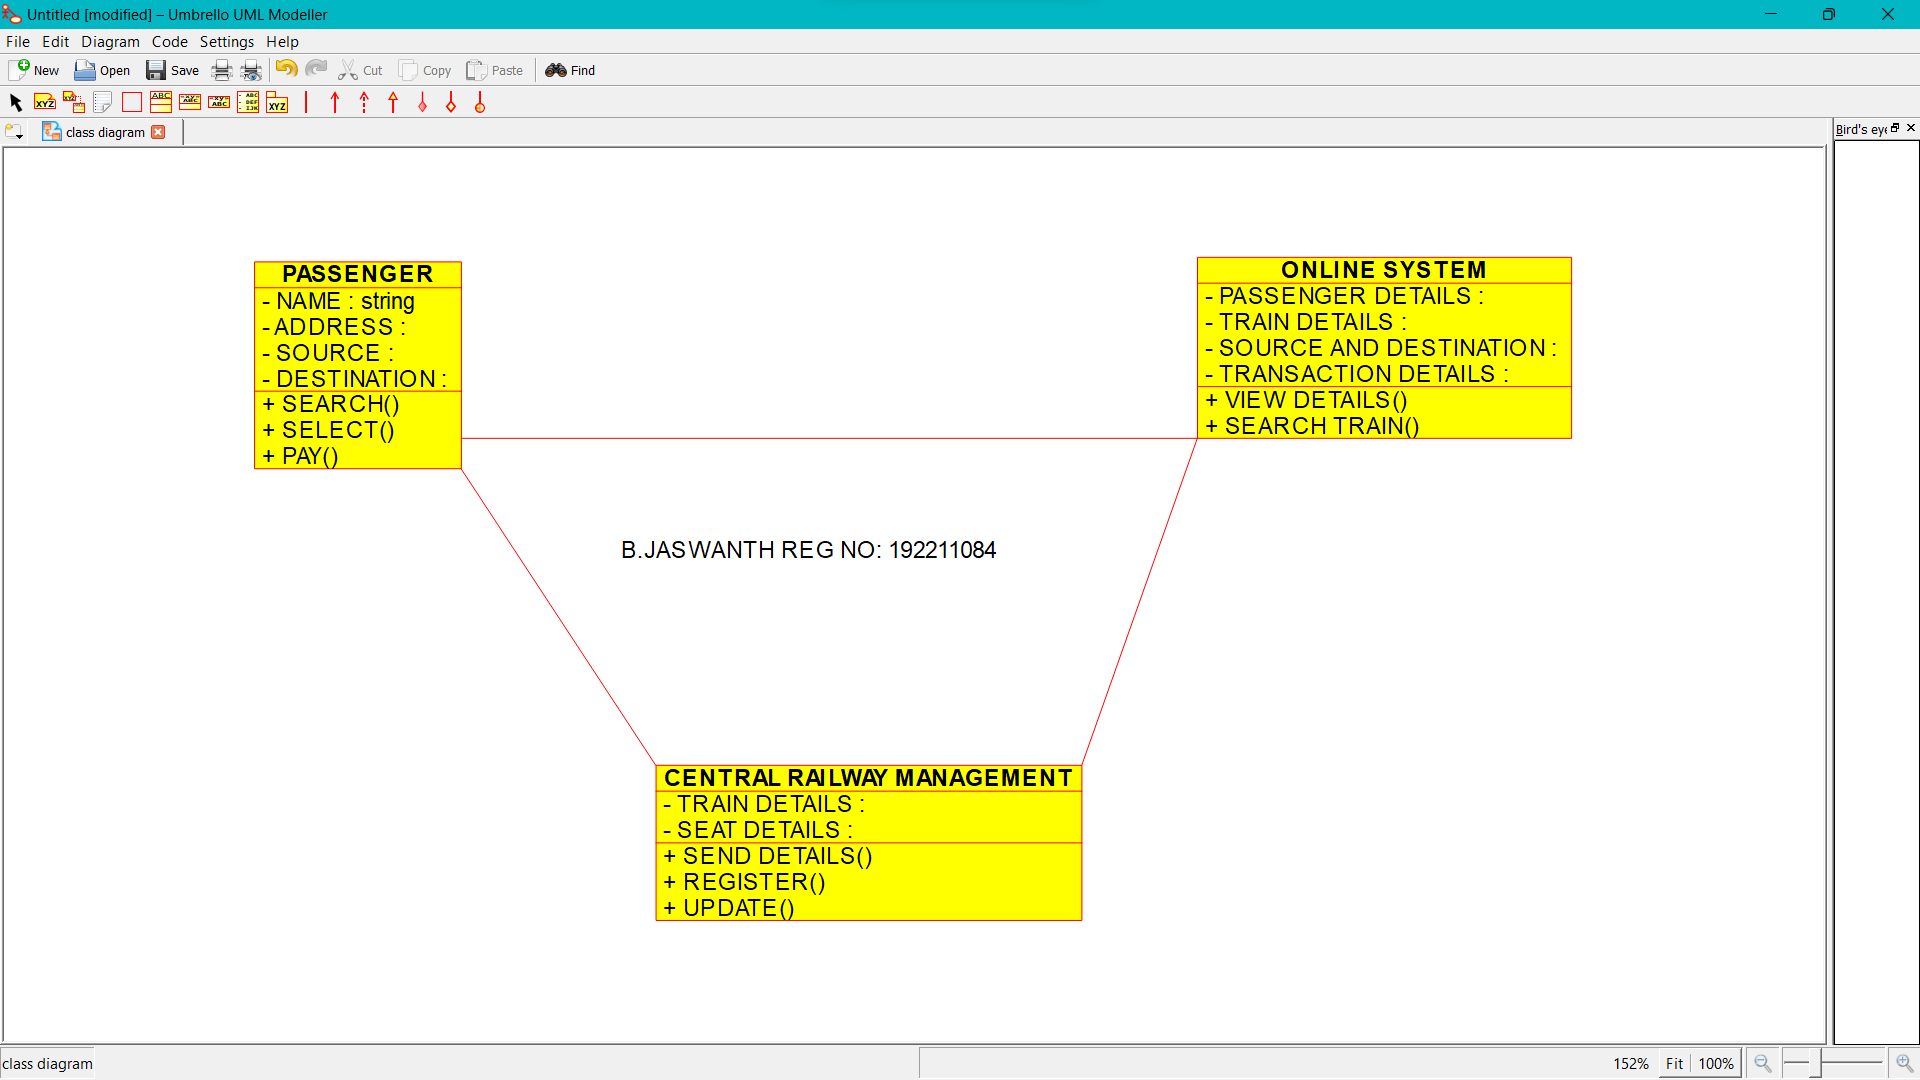 Untitled [modified] – Umbrello UML Modeller
File Edit Diagram Code Settings Help
New Open Save Cut Copy Paste Find
class diagram
Bird's eye
PASSENGER
- NAME : string
- ADDRESS :
- SOURCE :
- DESTINATION :
+ SEARCH()
+ SELECT()
+ PAY()
ONLINE SYSTEM
- PASSENGER DETAILS :
- TRAIN DETAILS :
- SOURCE AND DESTINATION :
- TRANSACTION DETAILS :
+ VIEW DETAILS()
+ SEARCH TRAIN()
B.JASWANTH REG NO: 192211084
CENTRAL RAILWAY MANAGEMENT
- TRAIN DETAILS :
- SEAT DETAILS :
+ SEND DETAILS()
+ REGISTER()
+ UPDATE()
class diagram
152% Fit 100%